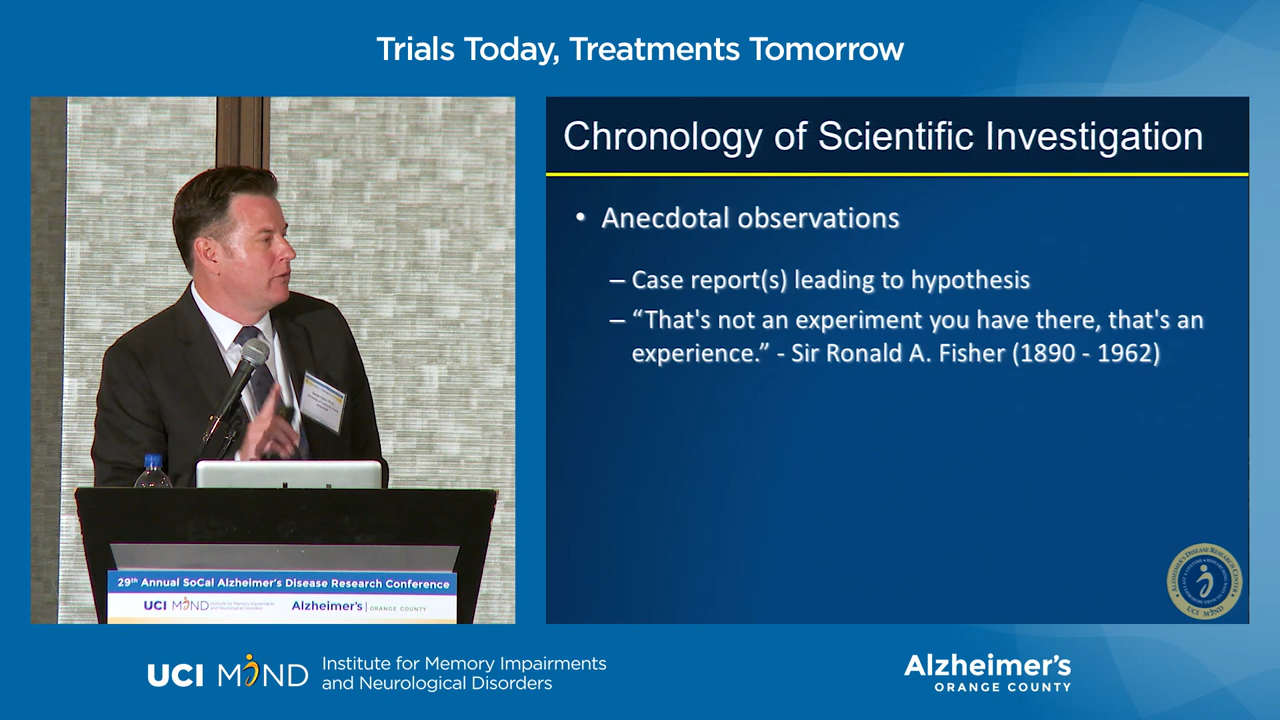 Trials Today, Treatments Tomorrow
Chronology of Scientific Investigation
• Anecdotal observations
– Case report(s) leading to hypothesis
– “That's not an experiment you have there, that's an
experience.” - Sir Ronald A. Fisher (1890 - 1962)
29th Annual SoCal Alzheimer's Disease Research Conference
UCI MIND Institute for Memory Impairments
and Neurological Disorders
Alzheimer's | ORANGE COUNTY
UCI MIND
UCI MIND Institute for Memory Impairments
and Neurological Disorders
Alzheimer's
ORANGE COUNTY